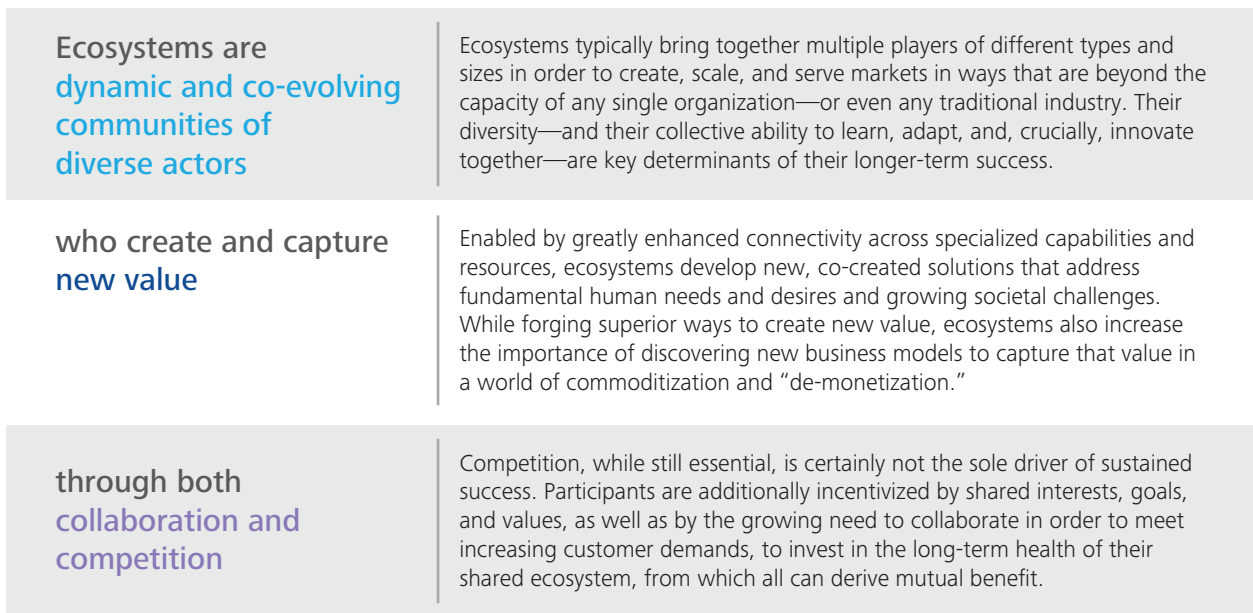 Ecosystems are
dynamic and co-evolving
communities of
diverse actors
Ecosystems typically bring together multiple players of different types and
sizes in order to create, scale, and serve markets in ways that are beyond the
capacity of any single organization—or even any traditional industry. Their
diversity—and their collective ability to learn, adapt, and, crucially, innovate
together—are key determinants of their longer-term success.
who create and capture
new value
Enabled by greatly enhanced connectivity across specialized capabilities and
resources, ecosystems develop new, co-created solutions that address
fundamental human needs and desires and growing societal challenges.
While forging superior ways to create new value, ecosystems also increase
the importance of discovering new business models to capture that value in
a world of commoditization and “de-monetization.”
through both
collaboration and
competition
Competition, while still essential, is certainly not the sole driver of sustained
success. Participants are additionally incentivized by shared interests, goals,
and values, as well as by the growing need to collaborate in order to meet
increasing customer demands, to invest in the long-term health of their
shared ecosystem, from which all can derive mutual benefit.